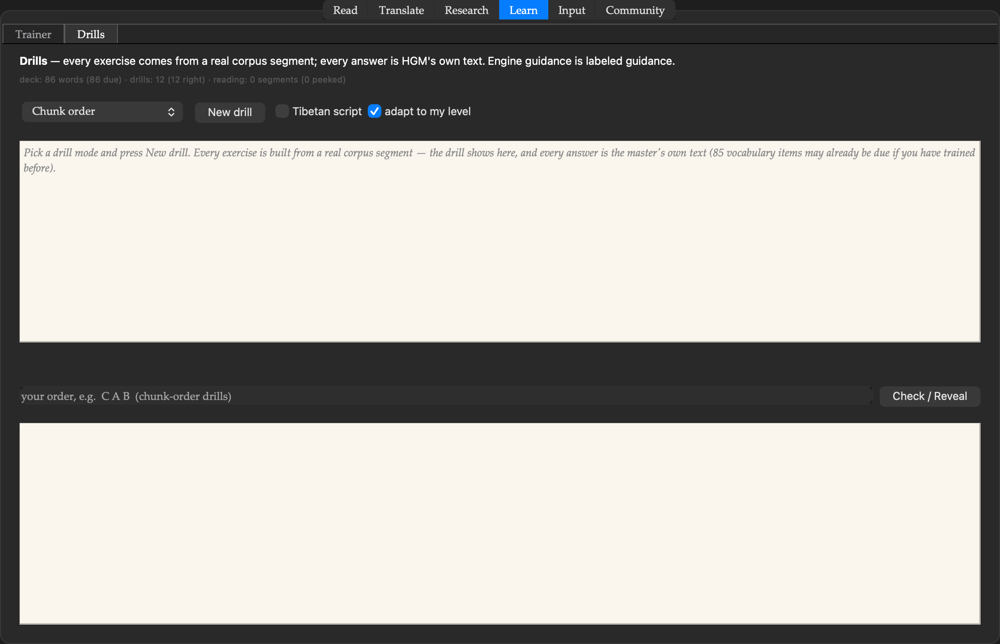 Read Translate Research Learn Input Community
Trainer Drills
Drills — every exercise comes from a real corpus segment; every answer is HGM's own text. Engine guidance is labeled guidance.
deck: 86 words (86 due) · drills: 12 (12 right) · reading: 0 segments (0 peeked)
Chunk order New drill Tibetan script adapt to my level
Pick a drill mode and press New drill. Every exercise is built from a real corpus segment — the drill shows here, and every answer is the master's own text (85 vocabulary items may already be due if you have trained
before).
your order, e.g. C A B (chunk-order drills) Check / Reveal